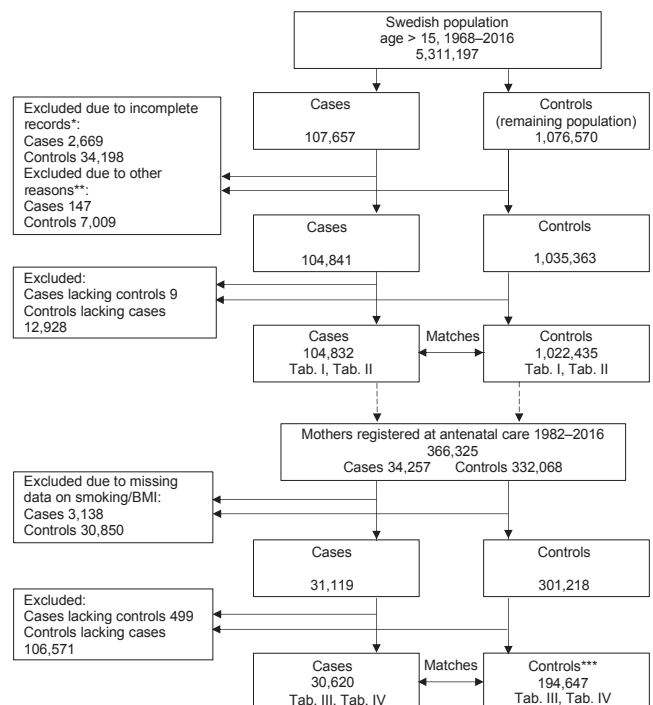 Swedish population
age > 15, 1968–2016
5,311,197
Cases
107,657
Controls
(remaining population)
1,076,570
Excluded due to incomplete
records*:
Cases 2,669
Controls 34,198
Excluded due to other
reasons**:
Cases 147
Controls 7,009
Cases
104,841
Controls
1,035,363
Excluded:
Cases lacking controls 9
Controls lacking cases
12,928
Cases
104,832
Tab. I, Tab. II
Matches
Controls
1,022,435
Tab. I, Tab. II
Mothers registered at antenatal care 1982–2016
366,325
Cases 34,257 Controls 332,068
Excluded due to missing
data on smoking/BMI:
Cases 3,138
Controls 30,850
Cases
31,119
Controls
301,218
Excluded:
Cases lacking controls 499
Controls lacking cases
106,571
Cases
30,620
Tab. III, Tab. IV
Matches
Controls***
194,647
Tab. III, Tab. IV